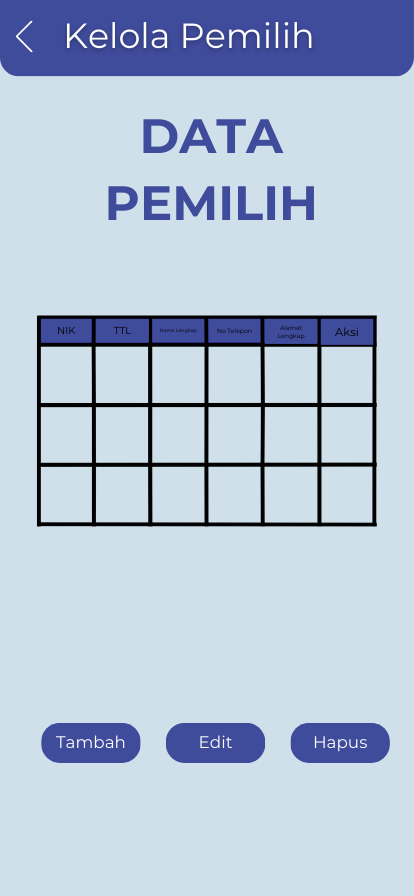 Kelola Pemilih
DATA
PEMILIH
NIK TTL Nama Lengkap No Telepon Alamat Lengkap Aksi
Tambah Edit Hapus